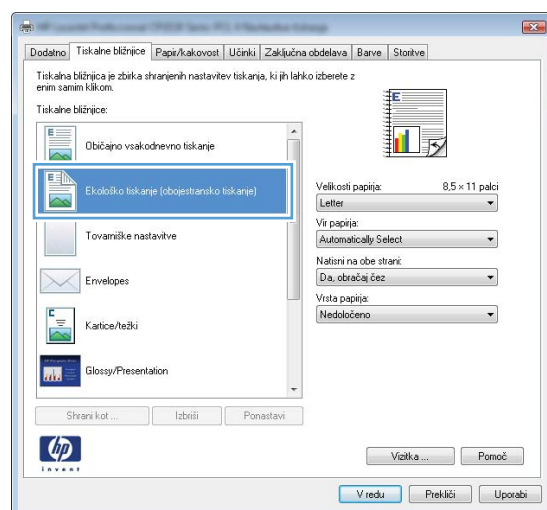 Dodatno Tiskalne bližnjice Papir/kakovost Učinki Zaključna obdelava Barve Storitve
Tiskalna bližnjica je zbirka shranjenih nastavitev tiskanja, ki jih lahko izberete z
enim samim klikom.
Tiskalne bližnjice:
Običajno vsakodnevno tiskanje
Ekološko tiskanje (obojestransko tiskanje)
Tovarniške nastavitve
Envelopes
Kartice/težki
Glossy/Presentation
Shrani kot ... Izbriši Ponastavi
Velikosti papirja: 8,5 × 11 palci
Letter
Vir papirja:
Automatically Select
Natisni na obe strani:
Da, obračaj čez
Vrsta papirja:
Nedoločeno
hp
invent
Vizitka ... Pomoč
V redu Prekliči Uporabi